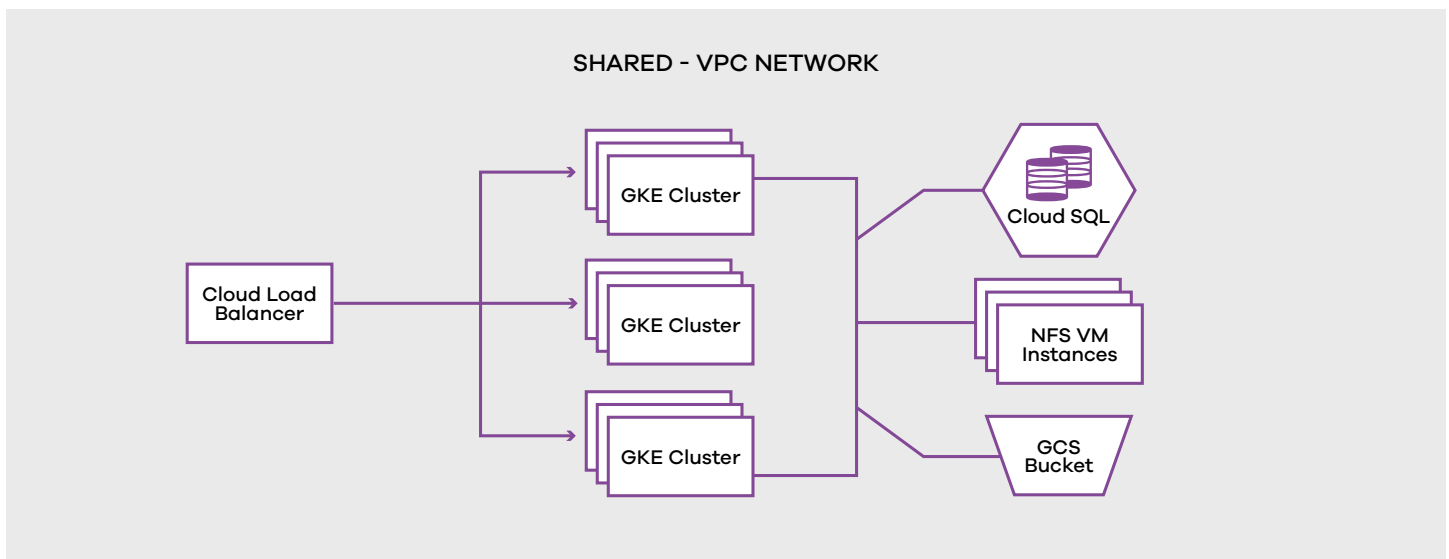 SHARED - VPC NETWORK
GKE Cluster
Cloud SQL
Cloud Load
Balancer
GKE Cluster
NFS VM
Instances
GKE Cluster
GCS
Bucket